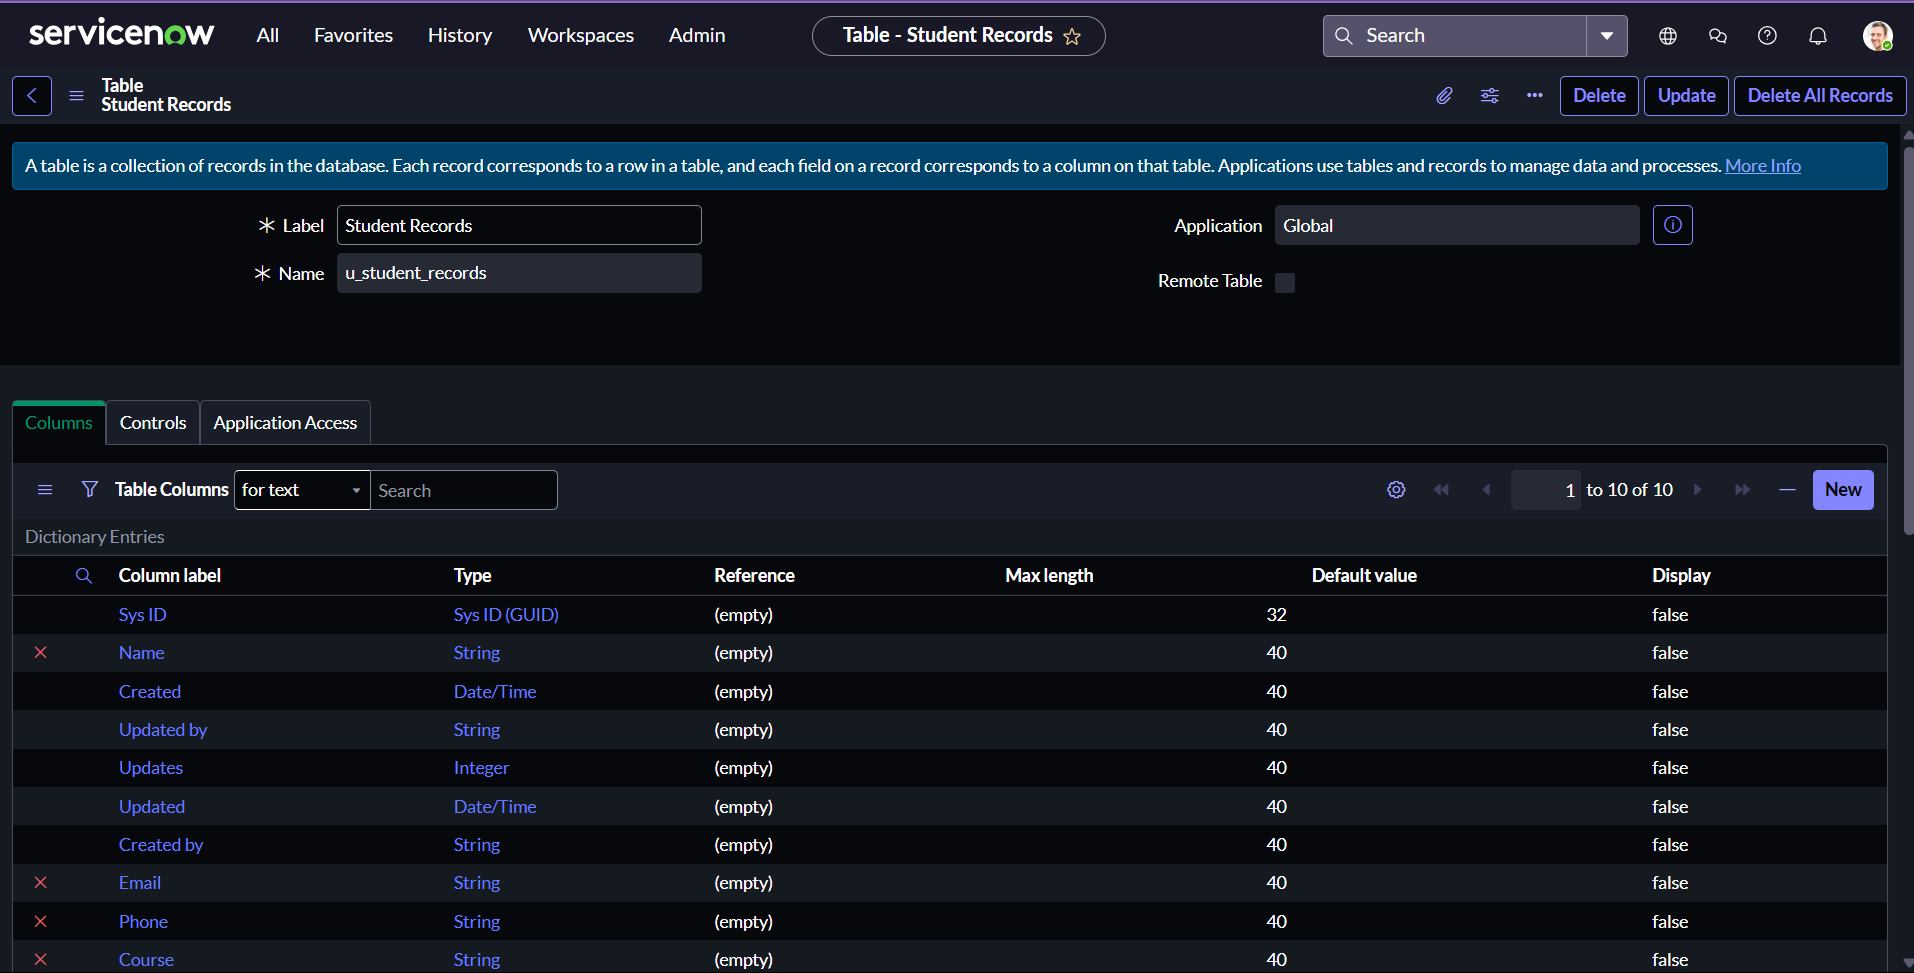 servicenow All Favorites History Workspaces Admin Table - Student Records Search
Table
Student Records
Delete Update Delete All Records
A table is a collection of records in the database. Each record corresponds to a row in a table, and each field on a record corresponds to a column on that table. Applications use tables and records to manage data and processes. More Info
Label Student Records Application Global
Name u_student_records
Remote Table
Columns Controls Application Access
Table Columns for text Search 1 to 10 of 10 New
Dictionary Entries
Column label Type Reference Max length Default value Display
Sys ID Sys ID (GUID) (empty) 32 false
Name String (empty) 40 false
Created Date/Time (empty) 40 false
Updated by String (empty) 40 false
Updates Integer (empty) 40 false
Updated Date/Time (empty) 40 false
Created by String (empty) 40 false
Email String (empty) 40 false
Phone String (empty) 40 false
Course String (empty) 40 false